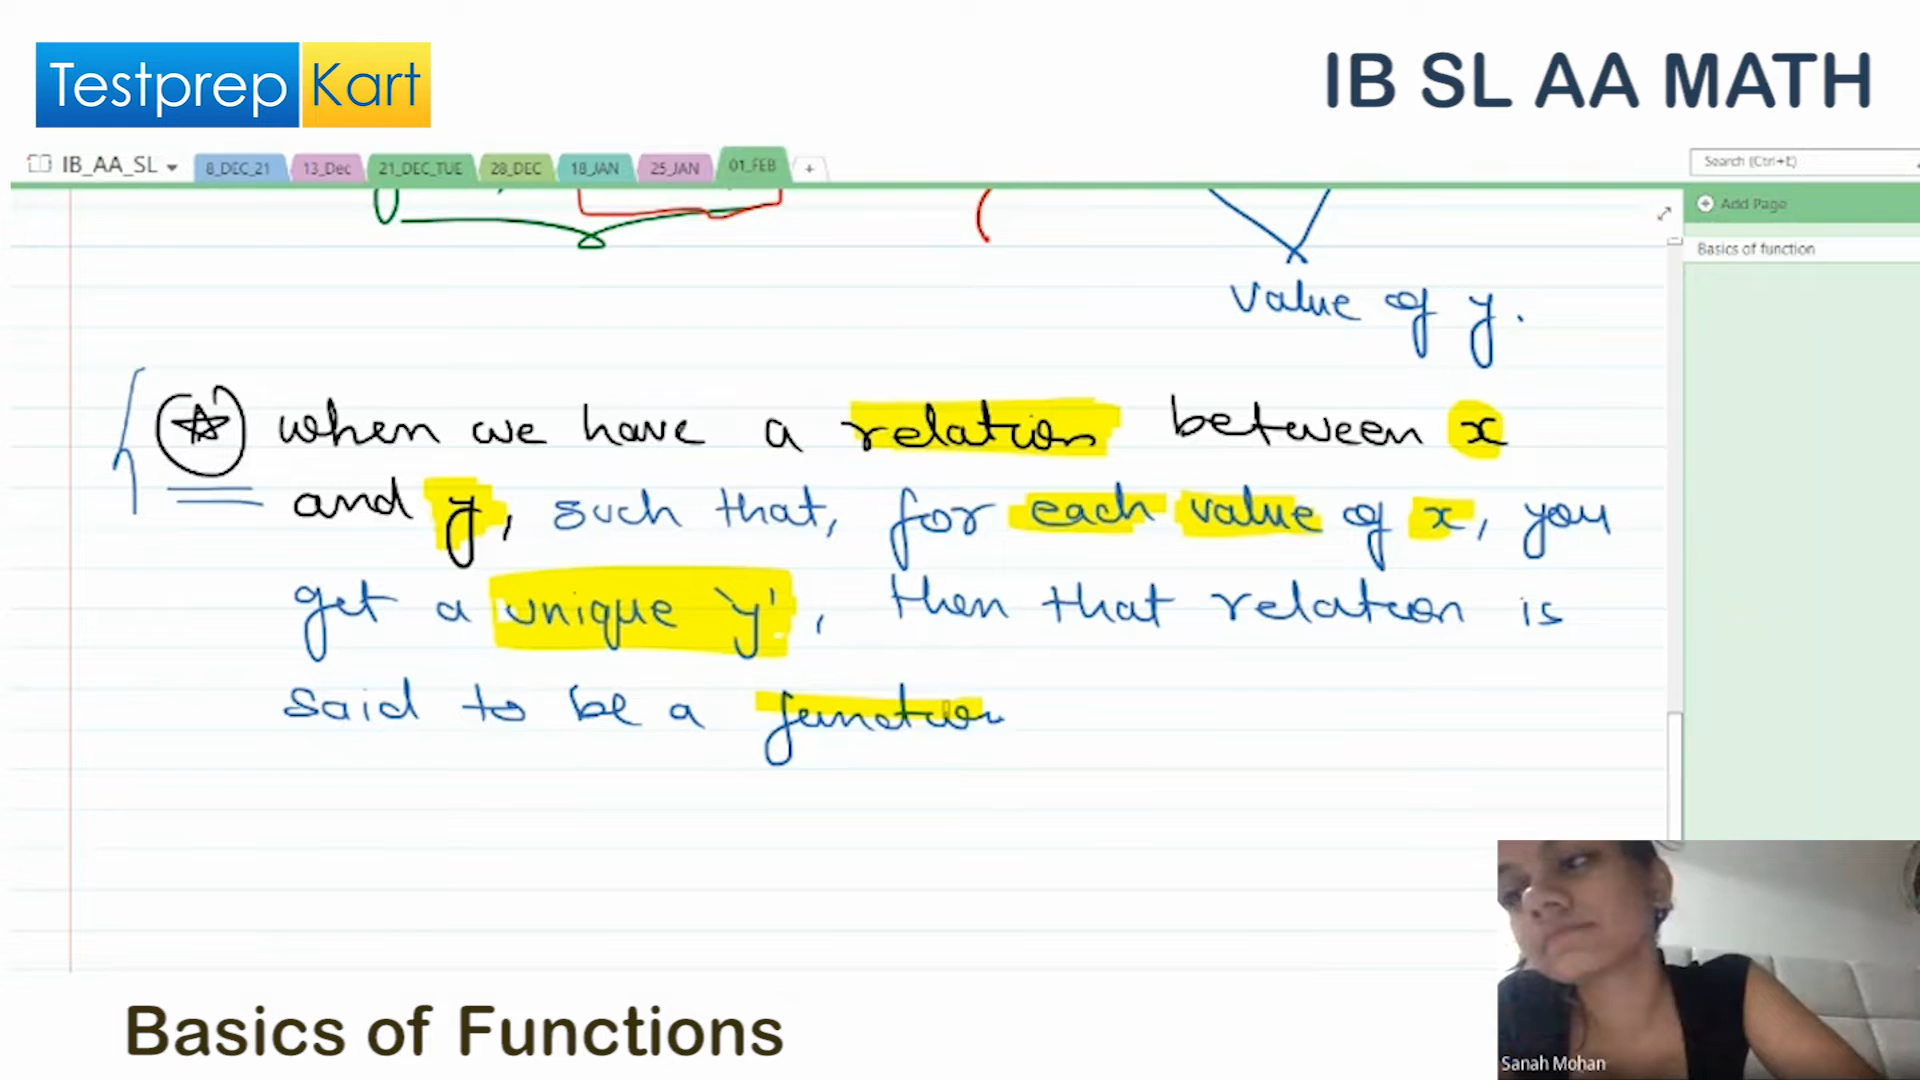 Testprep Kart
IB SL AA MATH
IB_AA_SL
8_DEC_21
13_Dec
21_DEC_TUE
28_DEC
18_JAN
25_JAN
01_FEB
+
Search (Ctrl+E)
Add Page
Basics of function
value of y.
when we have a relation between x
and y, such that, for each value of x, you
get a unique 'y', then that relation is
said to be a function
Sanah Mohan
Basics of Functions